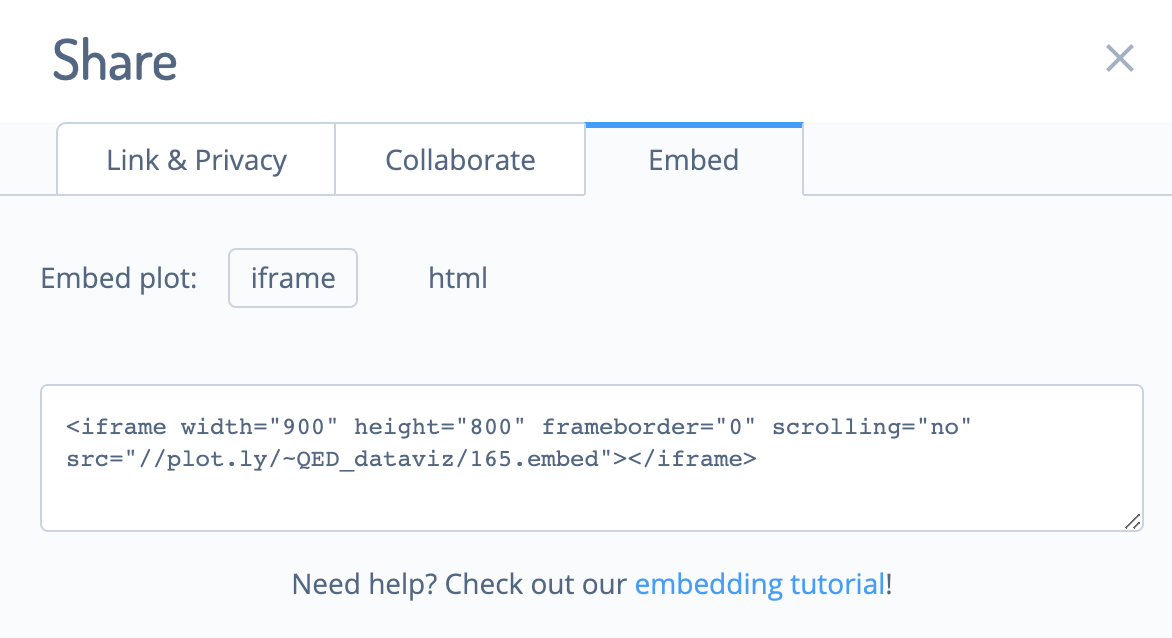 Share
Link & Privacy
Collaborate
Embed
Embed plot:
iframe
html
<iframe width="900" height="800" frameborder="0" scrolling="no"
src="//plot.ly/~QED_dataviz/165.embed"></iframe>
Need help? Check out our embedding tutorial!